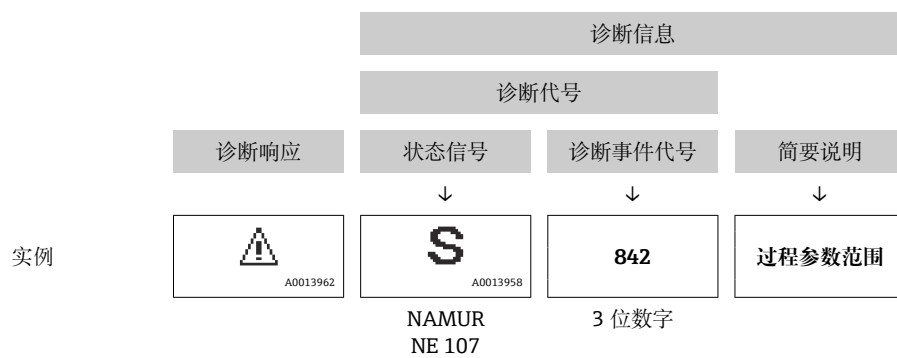 诊断信息
诊断代号
诊断响应 状态信号 诊断事件代号 简要说明
↓ ↓ ↓
实例 S 842 过程参数范围
A0013962 A0013958
NAMUR 3 位数字
NE 107